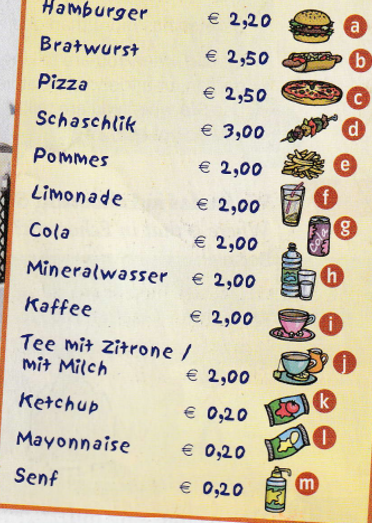 Hamburger € 2,20 a
Bratwurst € 2,50 b
Pizza € 2,50 c
Schaschlik € 3,00 d
Pommes € 2,00 e
Limonade € 2,00 f
Cola € 2,00 g
Cola
Mineralwasser € 2,00 h
Kaffee € 2,00 i
Tee mit Zitrone /
mit Milch € 2,00 j
Ketchup € 0,20 k
Mayonnaise € 0,20 l
Senf € 0,20 m